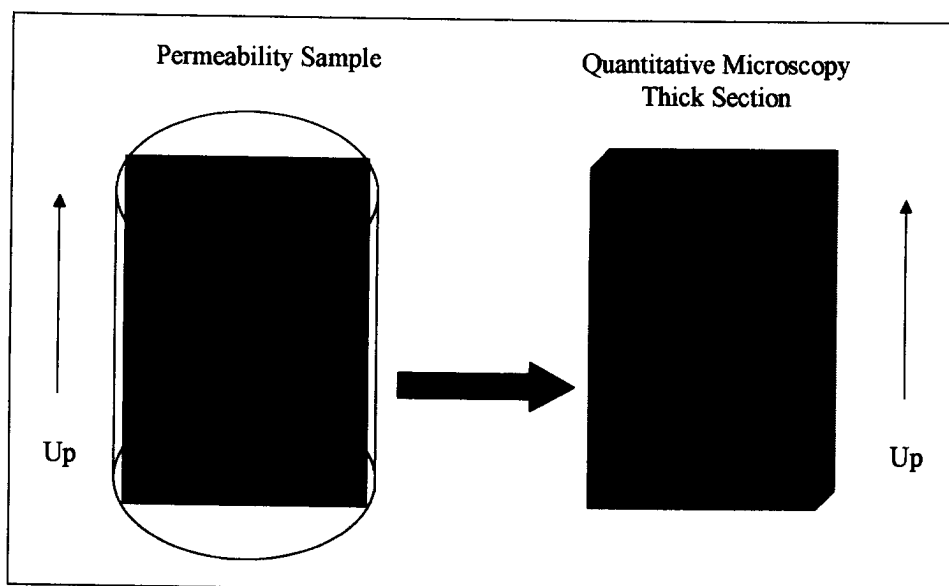 Permeability Sample
Quantitative Microscopy
Thick Section
Up
Up